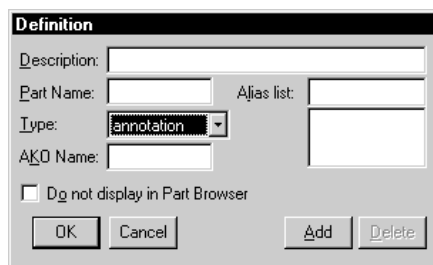 Definition
Description:
Part Name: Alias list:
Type: annotation
AKO Name:
Do not display in Part Browser
OK Cancel Add Delete